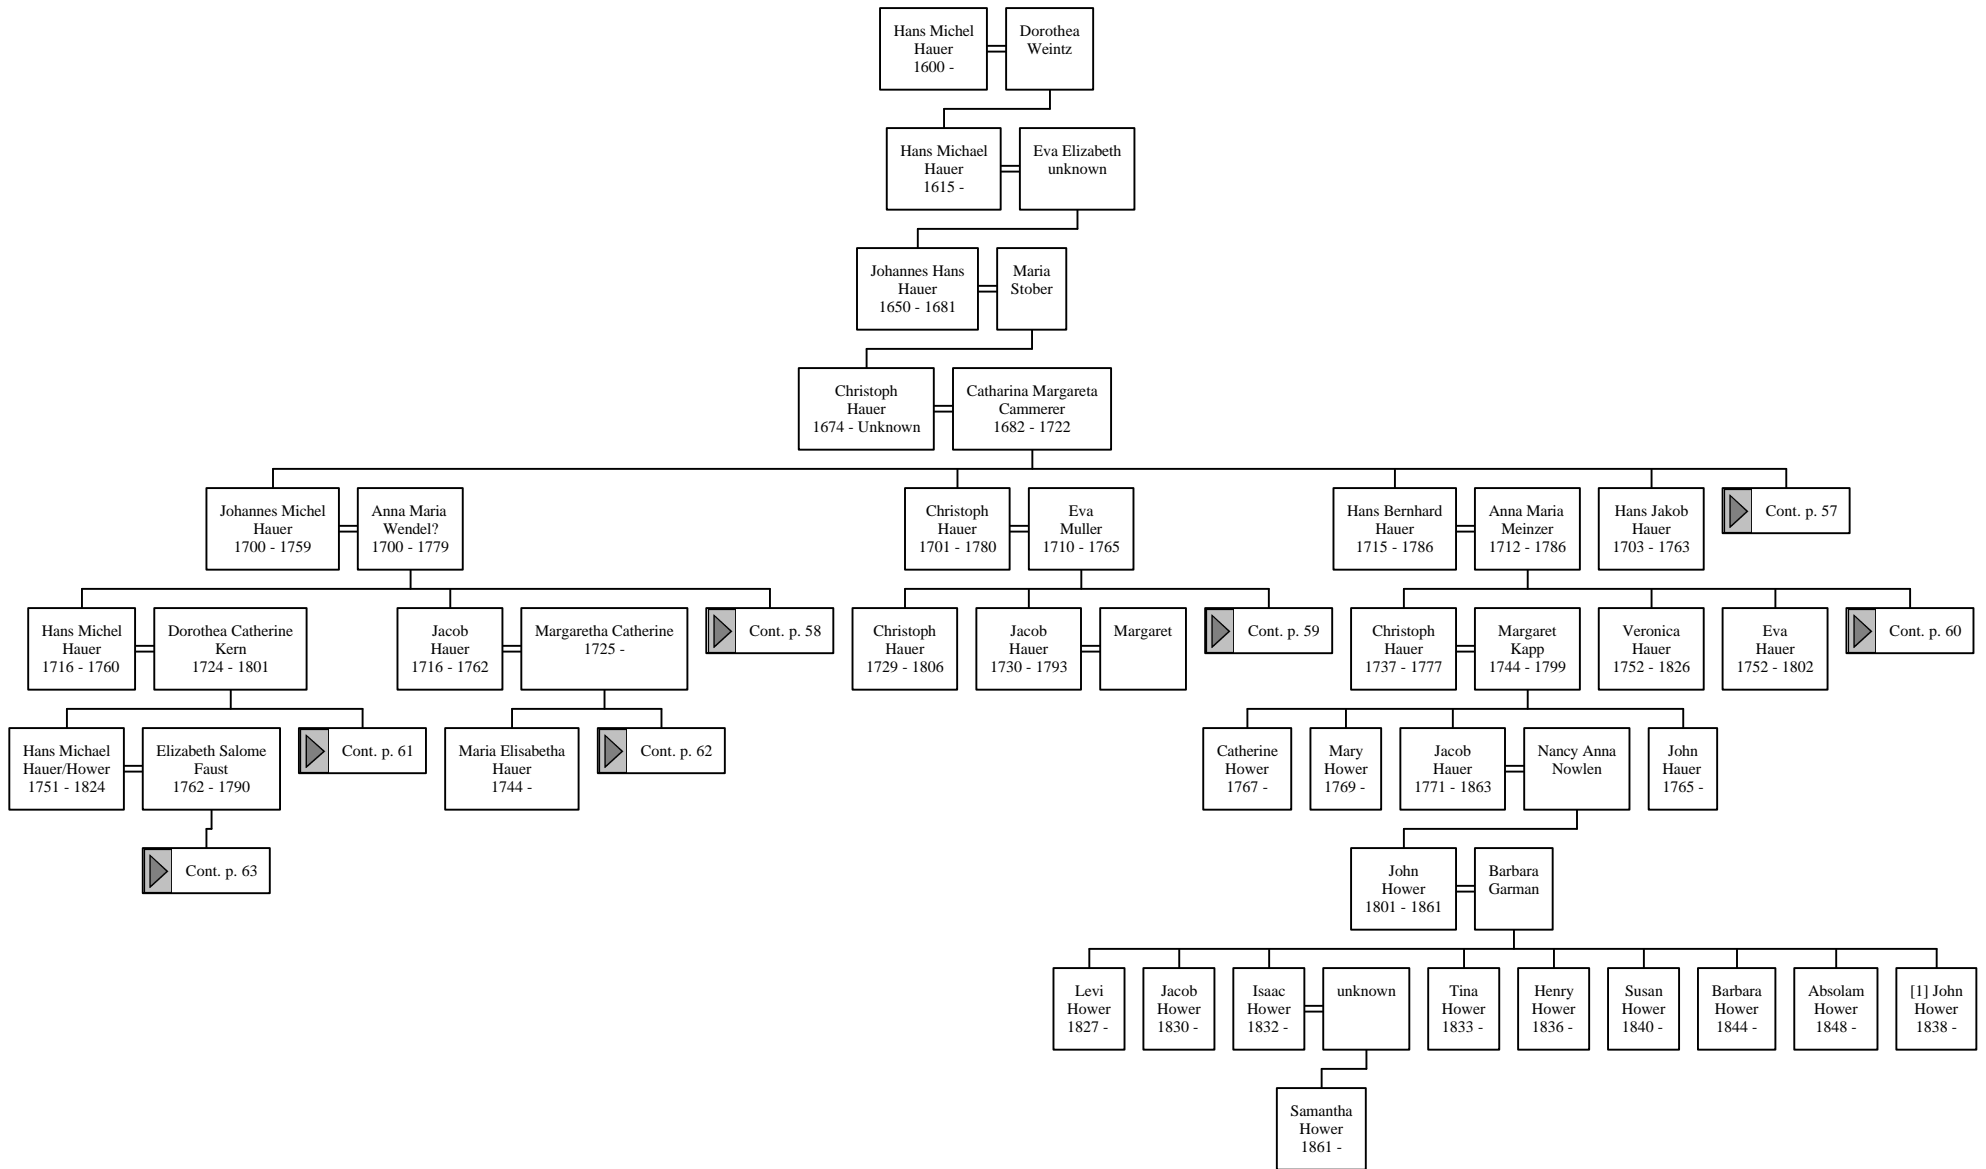 Hans Michel
Hauer
1600 -
Dorothea
Weintz
Hans Michael
Hauer
1615 -
Eva Elizabeth
unknown
Johannes Hans
Hauer
1650 - 1681
Maria
Stober
Christoph
Hauer
1674 - Unknown
Catharina Margareta
Cammerer
1682 - 1722
Johannes Michel
Hauer
1700 - 1759
Anna Maria
Wendel?
1700 - 1779
Christoph
Hauer
1701 - 1780
Eva
Muller
1710 - 1765
Hans Bernhard
Hauer
1715 - 1786
Anna Maria
Meinzer
1712 - 1786
Hans Jakob
Hauer
1703 - 1763
Cont. p. 57
Hans Michel
Hauer
1716 - 1760
Dorothea Catherine
Kern
1724 - 1801
Jacob
Hauer
1716 - 1762
Margaretha Catherine
1725 -
Cont. p. 58
Christoph
Hauer
1729 - 1806
Jacob
Hauer
1730 - 1793
Margaret
Cont. p. 59
Christoph
Hauer
1737 - 1777
Margaret
Kapp
1744 - 1799
Veronica
Hauer
1752 - 1826
Eva
Hauer
1752 - 1802
Cont. p. 60
Hans Michael
Hauer/Hower
1751 - 1824
Elizabeth Salome
Faust
1762 - 1790
Cont. p. 61
Maria Elisabetha
Hauer
1744 -
Cont. p. 62
Catherine
Hower
1767 -
Mary
Hower
1769 -
Jacob
Hauer
1771 - 1863
Nancy Anna
Nowlen
John
Hauer
1765 -
Cont. p. 63
John
Hower
1801 - 1861
Barbara
Garman
Levi
Hower
1827 -
Jacob
Hower
1830 -
Isaac
Hower
1832 -
unknown
Tina
Hower
1833 -
Henry
Hower
1836 -
Susan
Hower
1840 -
Barbara
Hower
1844 -
Absolam
Hower
1848 -
[1] John
Hower
1838 -
Samantha
Hower
1861 -